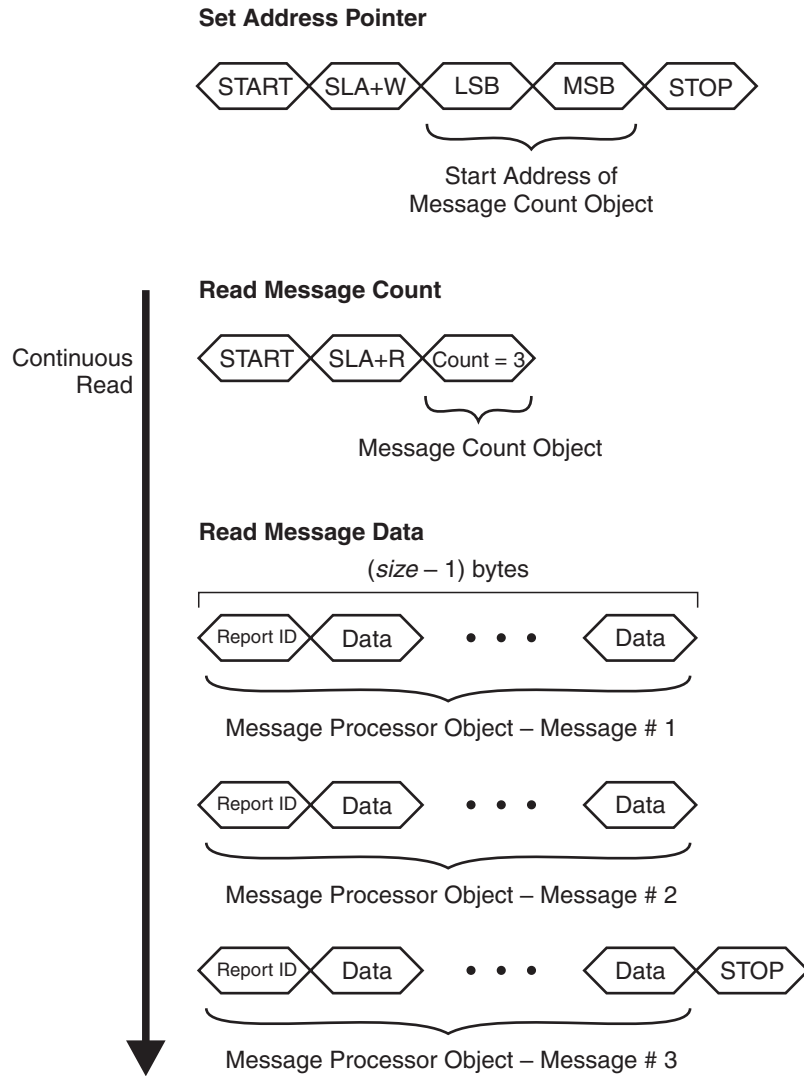 Set Address Pointer
START SLA+W LSB MSB STOP
Start Address of
Message Count Object
Read Message Count
Continuous
Read
START SLA+R Count = 3
Message Count Object
Read Message Data
(size – 1) bytes
Report ID Data • • • Data
Message Processor Object – Message # 1
Report ID Data • • • Data
Message Processor Object – Message # 2
Report ID Data • • • Data STOP
Message Processor Object – Message # 3